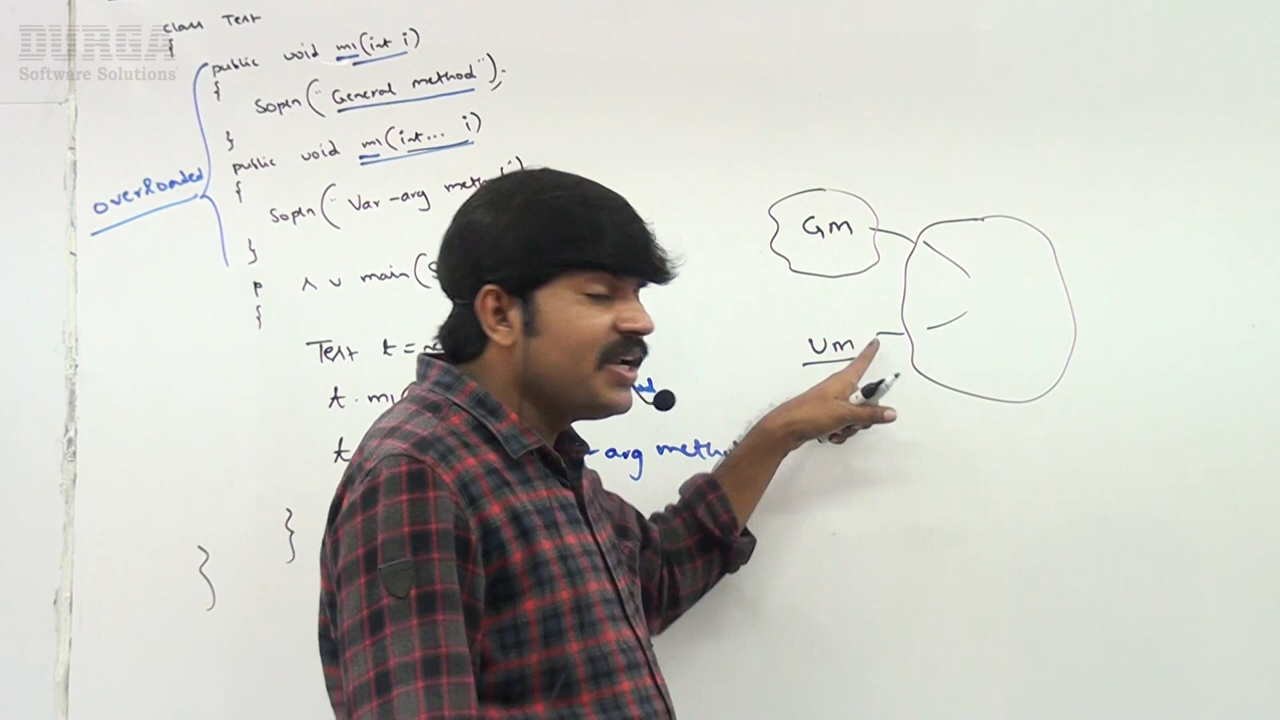 DURGA
Software Solutions
class Test
{
public void m1(int i)
{
Sopln("General method");
}
public void m1(int... i)
{
Sopln("Var-arg method")
}
overloaded
p s v main(S
{
Test t =
t.m1
t
-arg meth
}
}
GM
VM